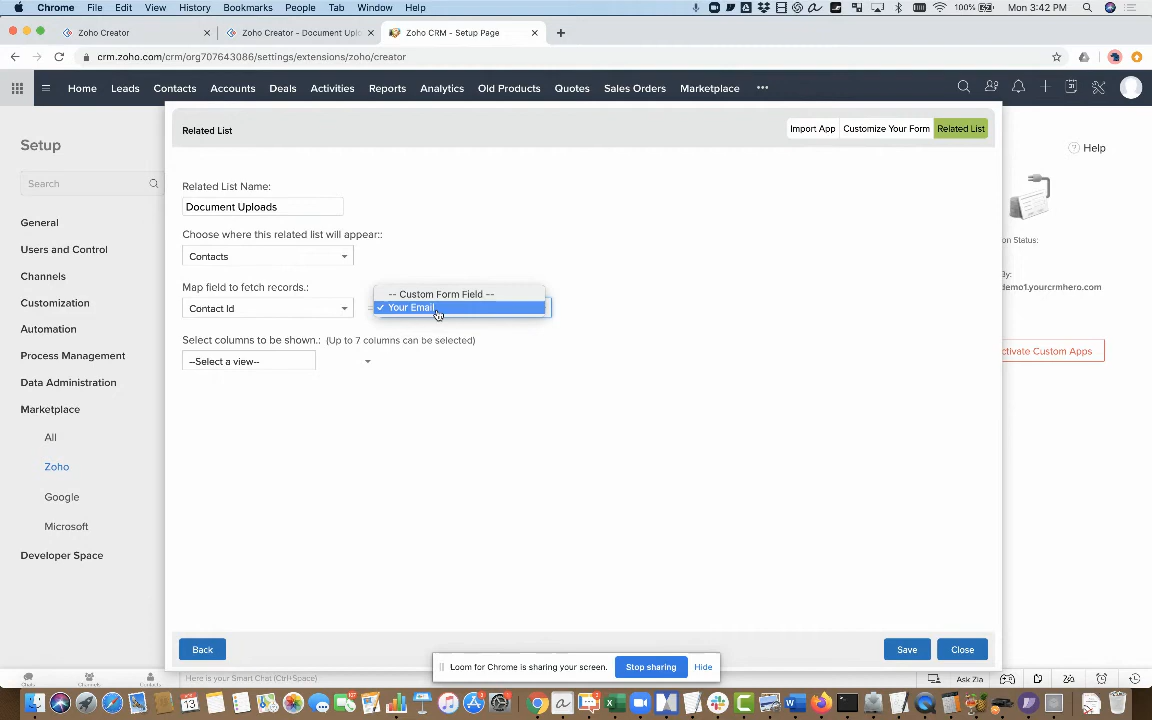 Chrome File Edit View History Bookmarks People Tab Window Help
100% Mon 3:42 PM
Zoho Creator
Zoho Creator - Document Uplo
Zoho CRM - Setup Page
crm.zoho.com/crm/org707643086/settings/extensions/zoho/creator
Home Leads Contacts Accounts Deals Activities Reports Analytics Old Products Quotes Sales Orders Marketplace
Related List
Import App Customize Your Form Related List
Setup
Help
Search
Related List Name:
Document Uploads
General
Users and Control
Channels
Customization
Automation
Process Management
Data Administration
Marketplace
All
Zoho
Google
Microsoft
Developer Space
Choose where this related list will appear::
Contacts
Map field to fetch records.:
Contact Id
=
-- Custom Form Field --
✓ Your Email
Select columns to be shown.: (Up to 7 columns can be selected)
--Select a view--
on Status:
By:
demo1.yourcrmhero.com
ctivate Custom Apps
Back
Save
Close
Loom for Chrome is sharing your screen.
Stop sharing
Hide
Chats
Channels
Contacts
Here is your Smart Chat (Ctrl+Space)
Ask Zia